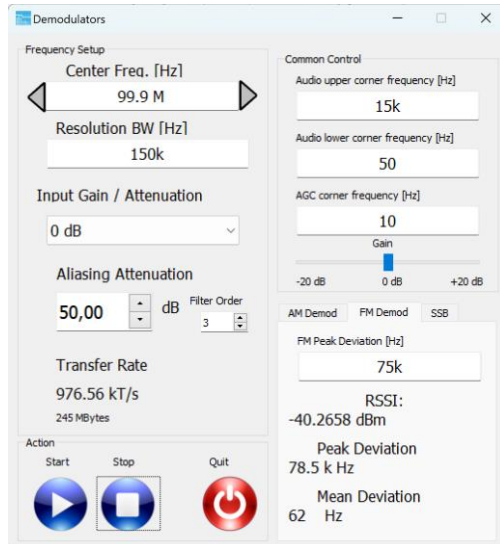 Demodulators
Frequency Setup
Center Freq. [Hz]
99.9 M
Resolution BW [Hz]
150k
Input Gain / Attenuation
0 dB
Aliasing Attenuation
50,00 dB
Filter Order
3
Transfer Rate
976.56 kT/s
245 MBytes
Action
Start Stop Quit
Common Control
Audio upper corner frequency [Hz]
15k
Audio lower corner frequency [Hz]
50
AGC corner frequency [Hz]
10
Gain
-20 dB 0 dB +20 dB
AM Demod FM Demod SSB
FM Peak Deviation [Hz]
75k
RSSI:
-40.2658 dBm
Peak Deviation
78.5 k Hz
Mean Deviation
62 Hz